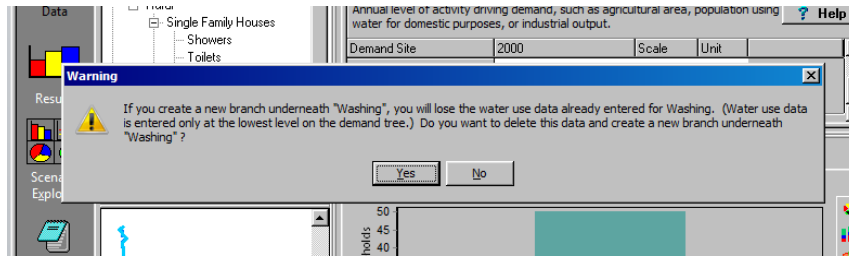 Data
Single Family Houses
Showers
Toilets
Annual level of activity driving demand, such as agricultural area, population using
water for domestic purposes, or industrial output.
? Help
Demand Site 2000 Scale Unit
Warning
Resu
If you create a new branch underneath "Washing", you will lose the water use data already entered for Washing. (Water use data
is entered only at the lowest level on the demand tree.) Do you want to delete this data and create a new branch underneath
"Washing" ?
Yes No
Scena
Explo
50
45
40
holds